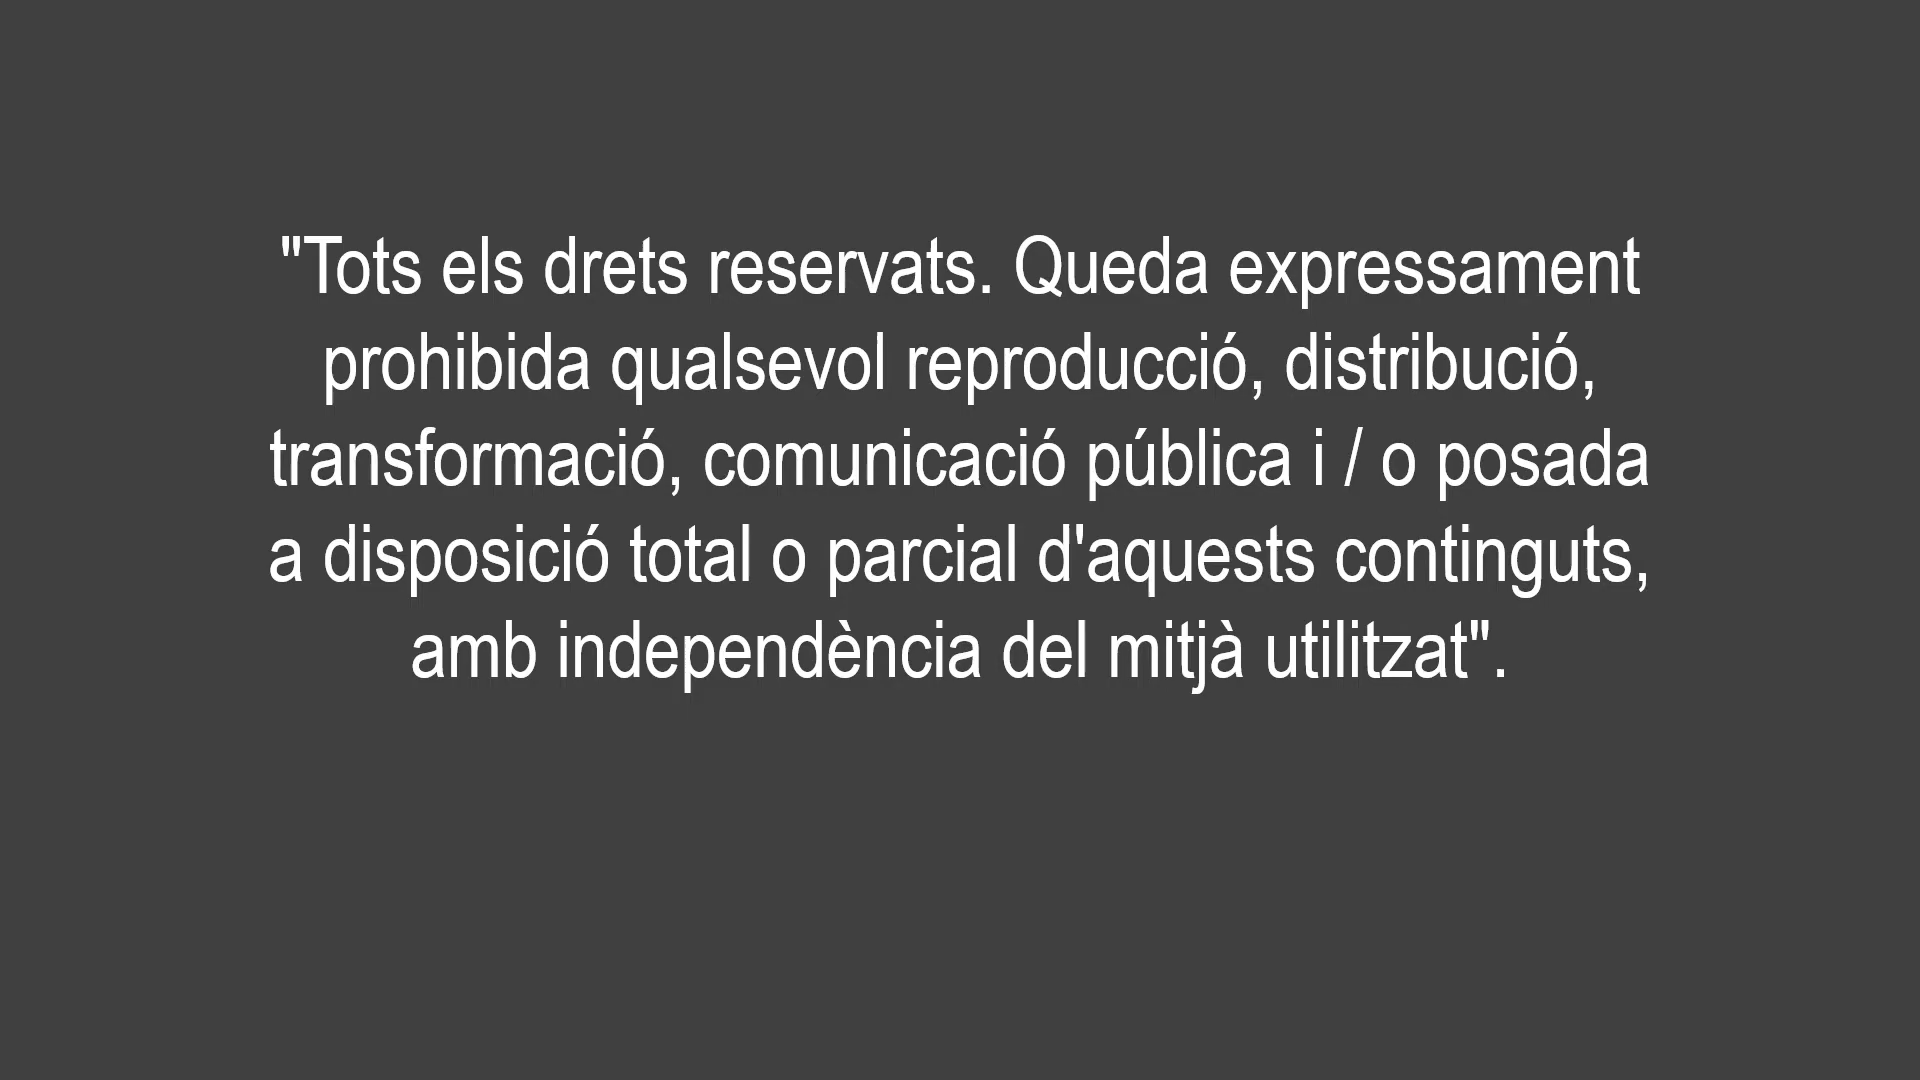 "Tots els drets reservats. Queda expressament
prohibida qualsevol reproducció, distribució,
transformació, comunicació pública i / o posada
a disposició total o parcial d'aquests continguts,
amb independència del mitjà utilitzat".